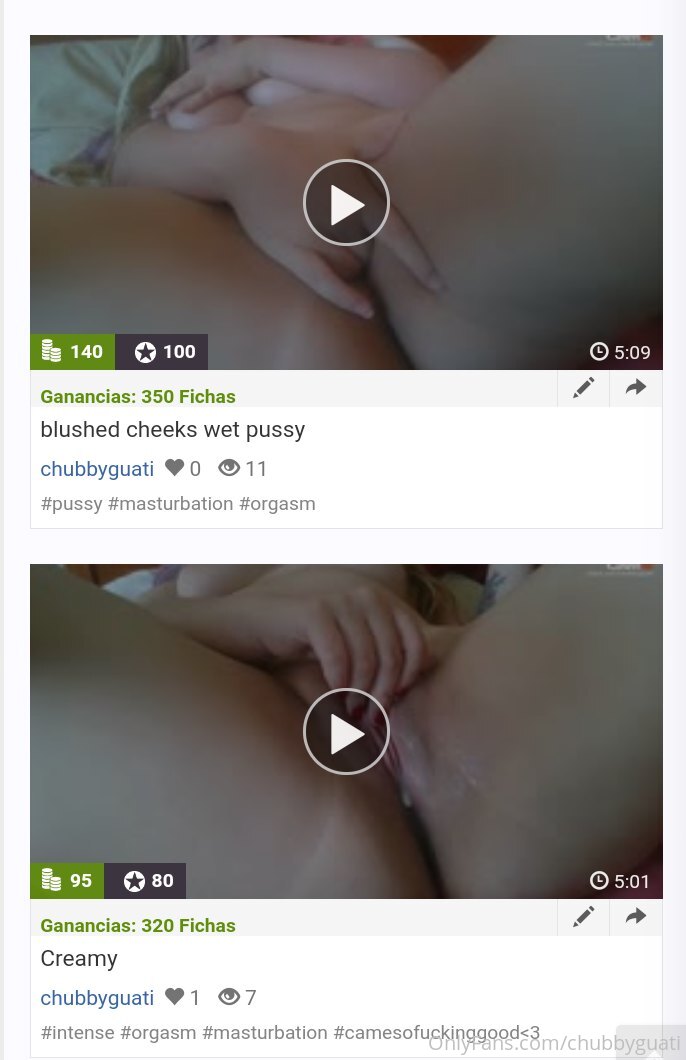 140 100 5:09
Ganancias: 350 Fichas
blushed cheeks wet pussy
chubbyguati 0 11
#pussy #masturbation #orgasm
95 80 5:01
Ganancias: 320 Fichas
Creamy
chubbyguati 1 7
#intense #orgasm #masturbation #camesofuckinggood<3
OnlyFans.com/chubbyguati